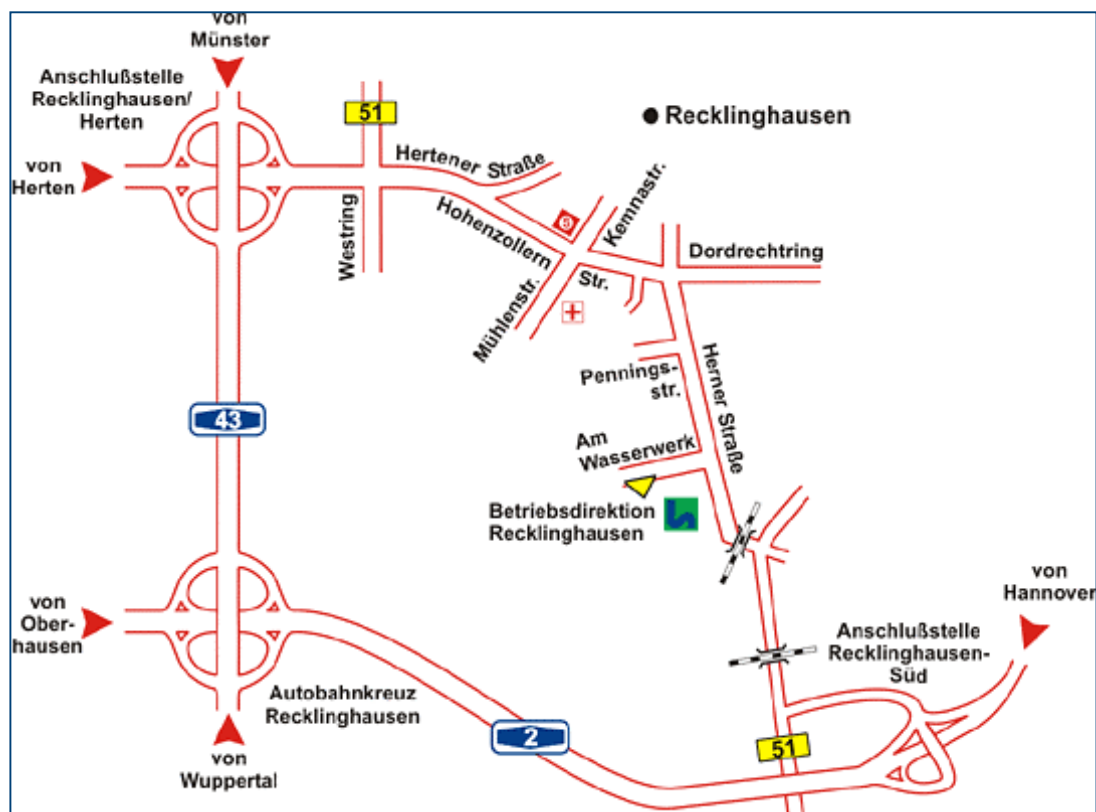 von
Münster
Anschlußstelle
Recklinghausen/
Herten
51
Recklinghausen
von
Herten
Hertener Straße
Westring
Hohenzollern
Str.
Kemnastr.
Mühlenstr.
Dordrechtring
Pennings-
str.
Herner Straße
43
Am
Wasserwerk
Betriebsdirektion
Recklinghausen
von
Hannover
von
Ober-
hausen
Anschlußstelle
Recklinghausen-
Süd
Autobahnkreuz
Recklinghausen
2
51
von
Wuppertal